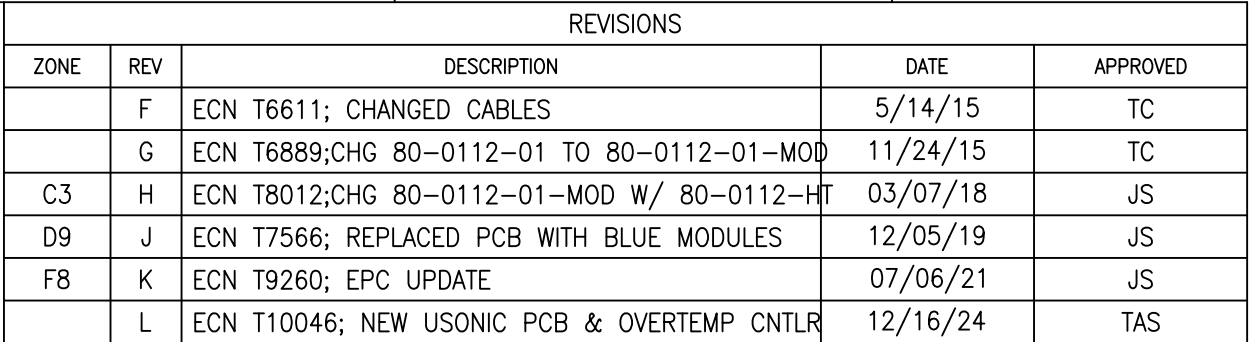 REVISIONS
ZONE REV DESCRIPTION DATE APPROVED
F ECN T6611; CHANGED CABLES 5/14/15 TC
G ECN T6889;CHG 80-0112-01 TO 80-0112-01-MOD 11/24/15 TC
C3 H ECN T8012;CHG 80-0112-01-MOD W/ 80-0112-HT 03/07/18 JS
D9 J ECN T7566; REPLACED PCB WITH BLUE MODULES 12/05/19 JS
F8 K ECN T9260; EPC UPDATE 07/06/21 JS
L ECN T10046; NEW USONIC PCB & OVERTEMP CNTLR 12/16/24 TAS